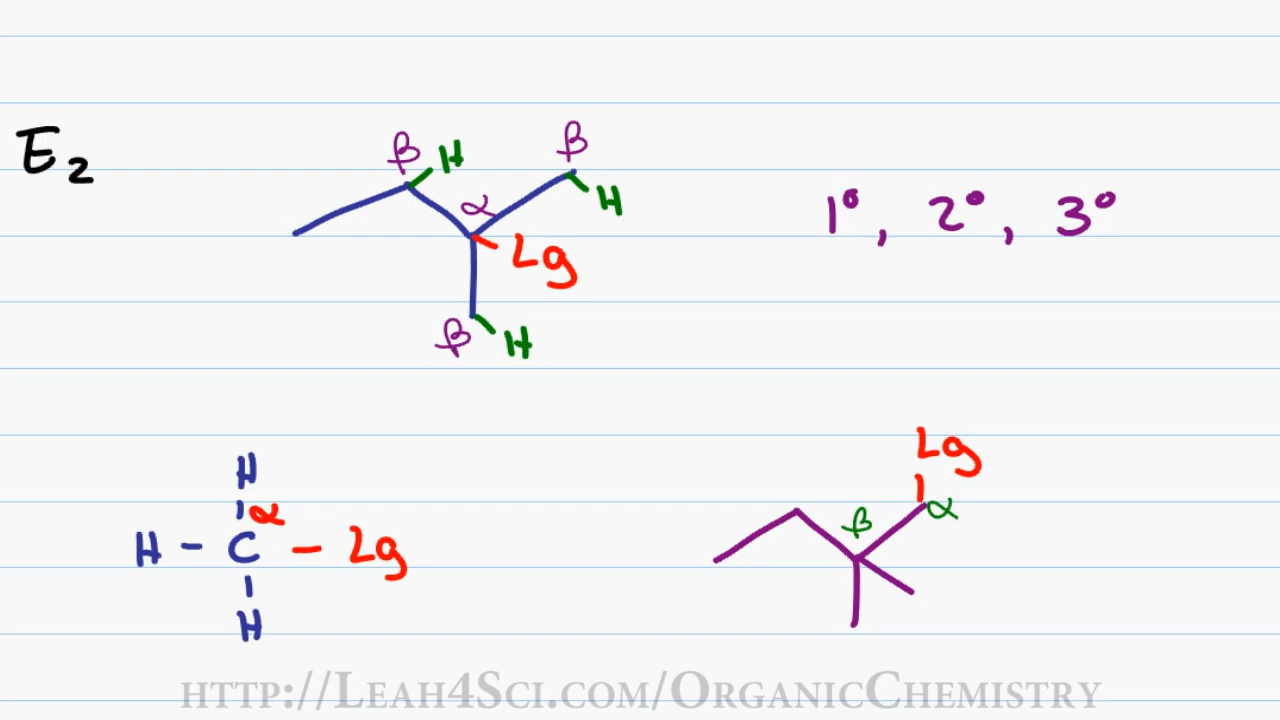 E₂
β H β
α H
Lg
β H
1°, 2°, 3°
H
α
H - C - Lg
H
Lg
β α
HTTP://LEAH4SCI.COM/ORGANICCHEMISTRY